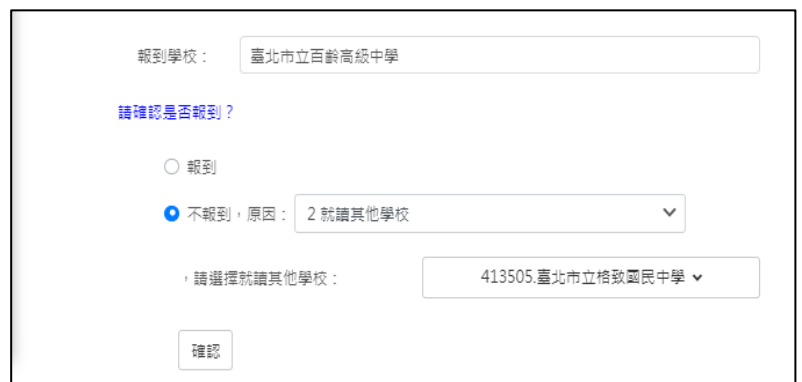 報到學校： 臺北市立百齡高級中學
請確認是否報到？
報到
不報到，原因： 2 就讀其他學校
，請選擇就讀其他學校： 413505.臺北市立格致國民中學
確認